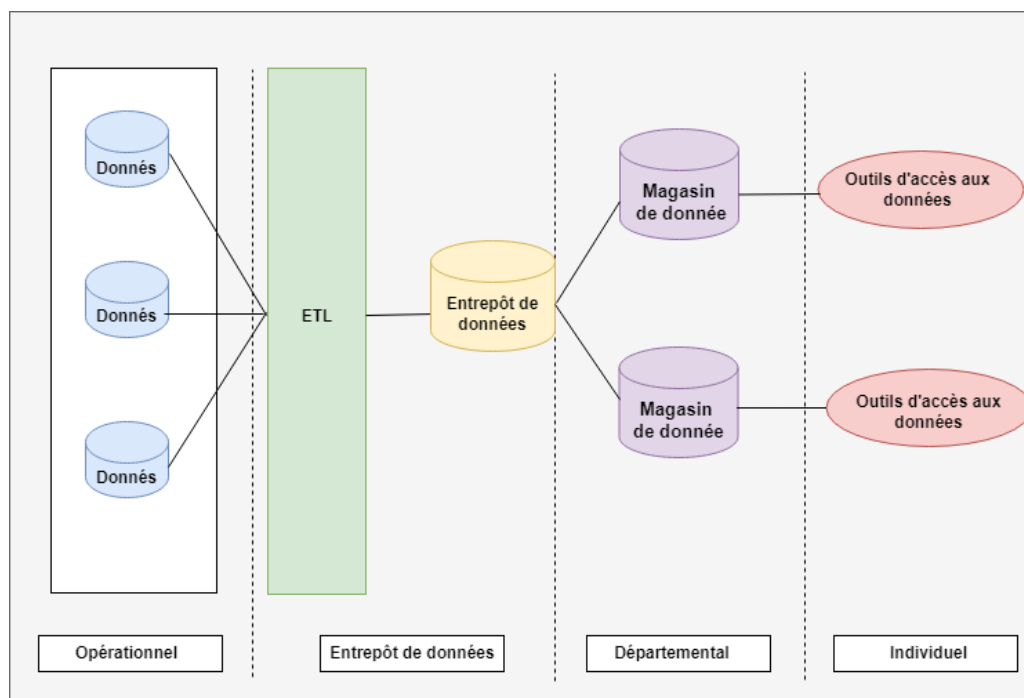 Donnés
Donnés
Donnés
ETL
Entrepôt de
données
Magasin
de donnée
Magasin
de donnée
Outils d'accès aux
données
Outils d'accès aux
données
Opérationnel
Entrepôt de données
Départemental
Individuel